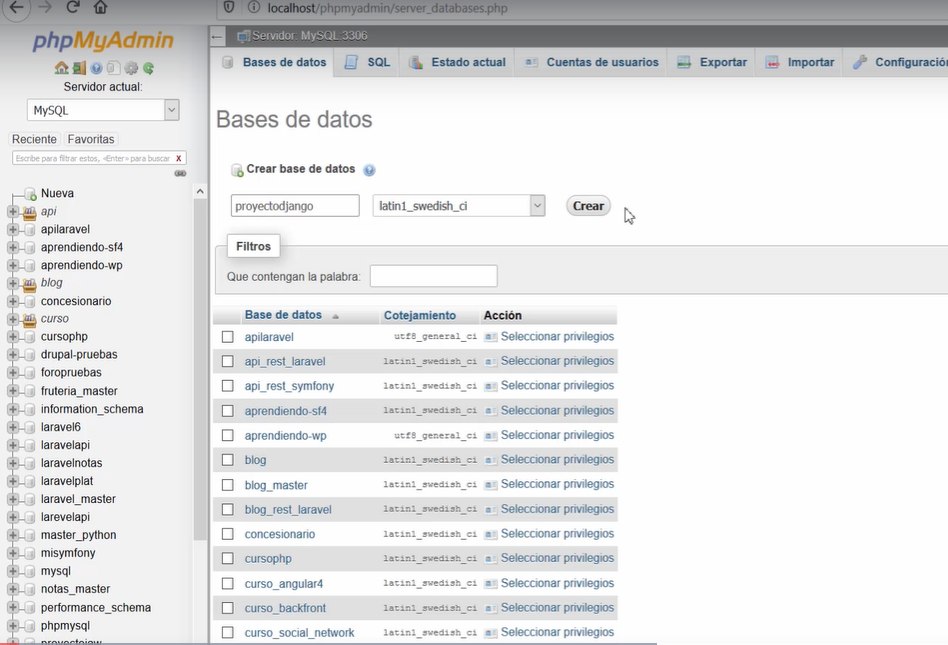 localhost/phpmyadmin/server_databases.php
phpMyAdmin
Servidor actual:
MySQL
Reciente Favoritas
Escribe para filtrar estos, <Enter> para buscar X
Nueva
api
apilaravel
aprendiendo-sf4
aprendiendo-wp
blog
concesionario
curso
cursophp
drupal-pruebas
foropruebas
fruteria_master
information_schema
laravel6
laravelapi
laravelnotas
laravelplat
laravel_master
larevelapi
master_python
misymfony
mysql
notas_master
performance_schema
phpmysql
Servidor: MySQL:3306
Bases de datos SQL Estado actual Cuentas de usuarios Exportar Importar Configuración
Bases de datos
Crear base de datos
proyectodjango latin1_swedish_ci Crear
Filtros
Que contengan la palabra:
Base de datos Cotejamiento Acción
apilaravel utf8_general_ci Seleccionar privilegios
api_rest_laravel latin1_swedish_ci Seleccionar privilegios
api_rest_symfony latin1_swedish_ci Seleccionar privilegios
aprendiendo-sf4 latin1_swedish_ci Seleccionar privilegios
aprendiendo-wp utf8_general_ci Seleccionar privilegios
blog latin1_swedish_ci Seleccionar privilegios
blog_master latin1_swedish_ci Seleccionar privilegios
blog_rest_laravel latin1_swedish_ci Seleccionar privilegios
concesionario latin1_swedish_ci Seleccionar privilegios
cursophp latin1_swedish_ci Seleccionar privilegios
curso_angular4 latin1_swedish_ci Seleccionar privilegios
curso_backfront latin1_swedish_ci Seleccionar privilegios
curso_social_network latin1_swedish_ci Seleccionar privilegios